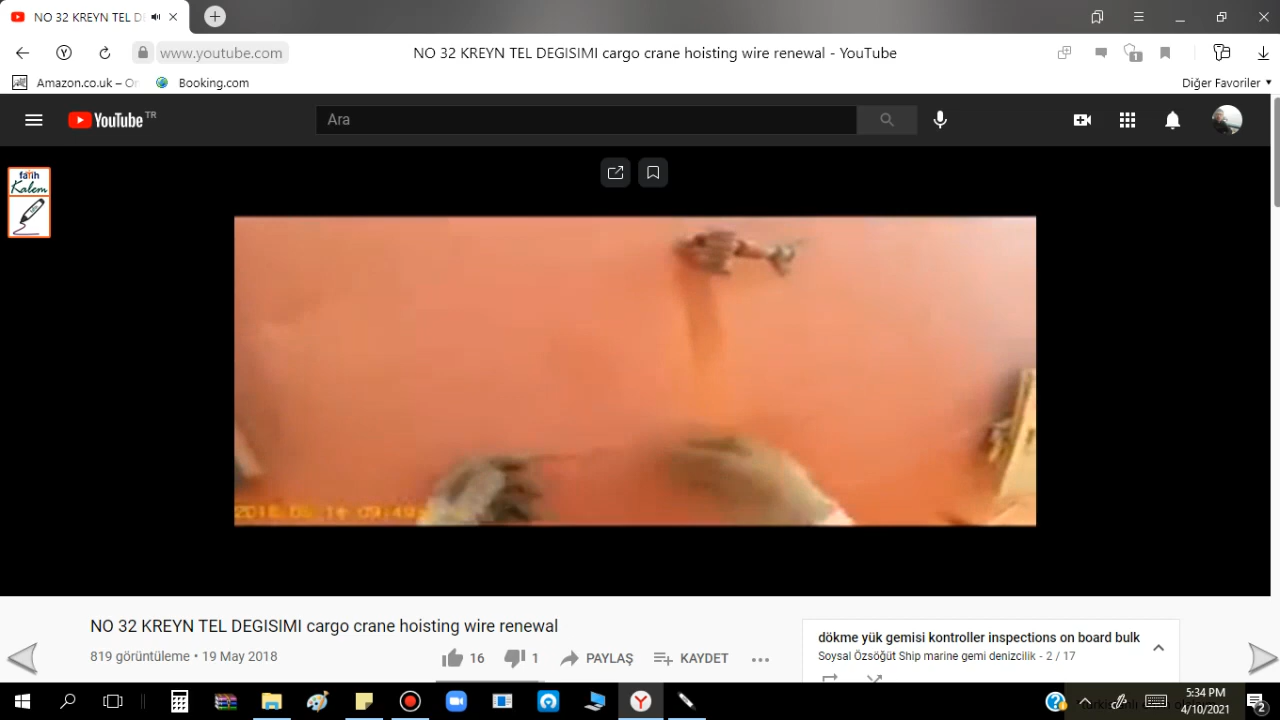 NO 32 KREYN TEL D
www.youtube.com
NO 32 KREYN TEL DEGISIMI cargo crane hoisting wire renewal - YouTube
1
Amazon.co.uk – O
Booking.com
Diğer Favoriler
YouTube TR
Ara
fatih
Kalem
NO 32 KREYN TEL DEGISIMI cargo crane hoisting wire renewal
819 görüntüleme • 19 May 2018
16
1
PAYLAŞ
KAYDET
dökme yük gemisi kontroller inspections on board bulk
Soysal Özsöğüt Ship marine gemi denizcilik - 2 / 17
5:34 PM
4/10/2021
2